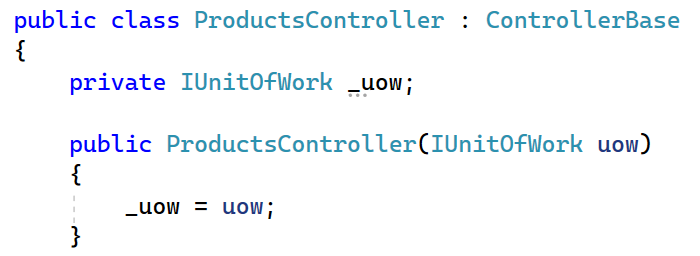 public class ProductsController : ControllerBase
{
    private IUnitOfWork _uow;

    public ProductsController(IUnitOfWork uow)
    {
        _uow = uow;
    }